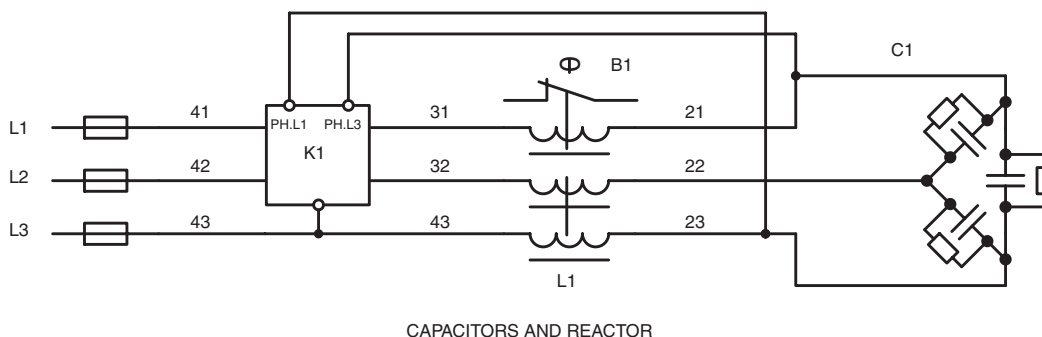 C1
B1
41
31
21
L1
PH.L1 PH.L3
K1
42
32
22
L2
43
43
23
L3
L1
CAPACITORS AND REACTOR